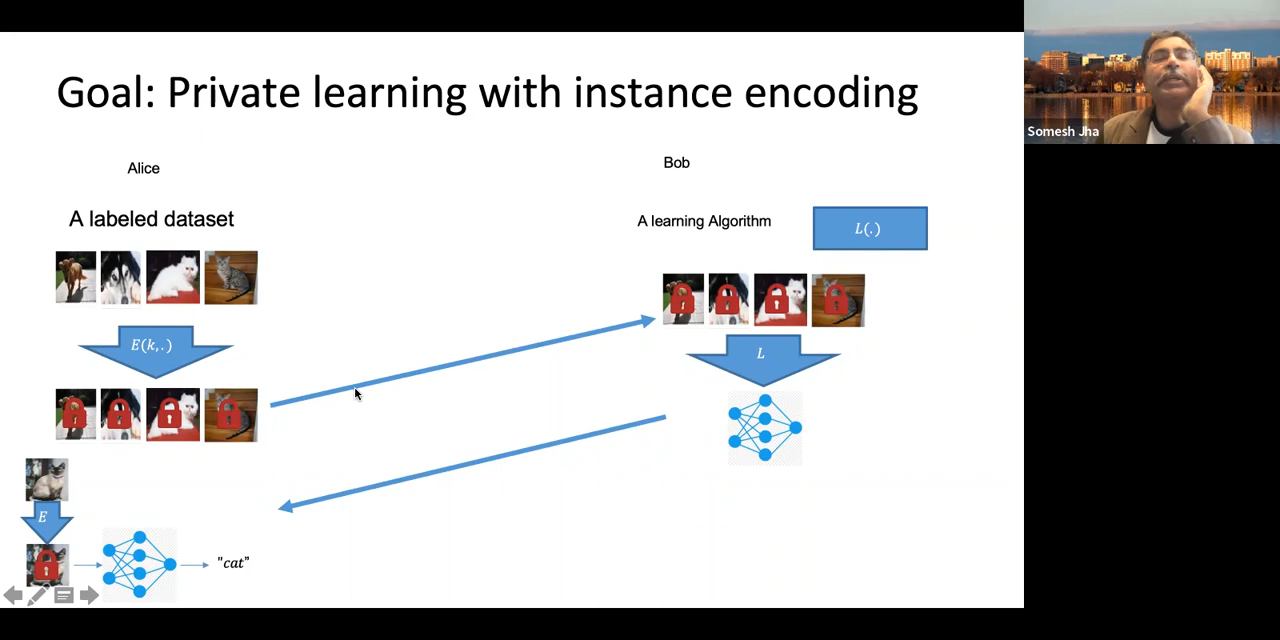 Goal: Private learning with instance encoding
Somesh Jha
Alice
Bob
A labeled dataset
A learning Algorithm
L(.)
E(k,.)
L
E
"cat”